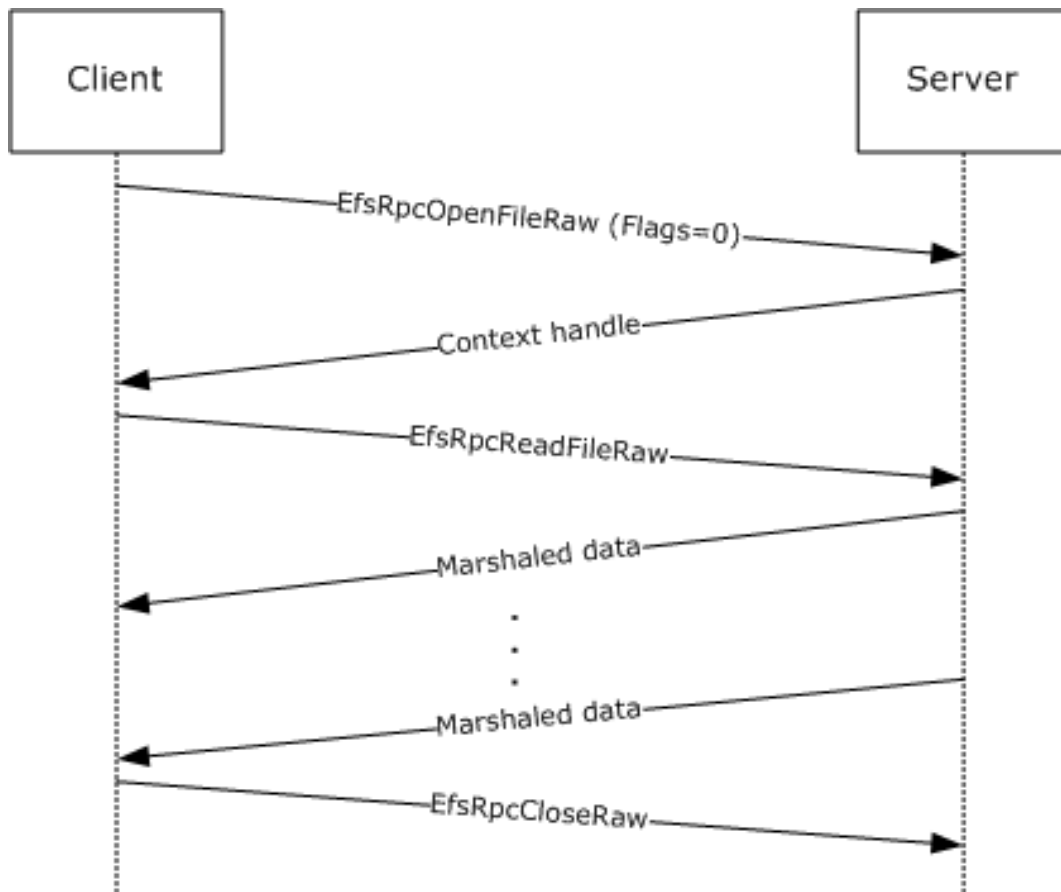 Client
Server
EfsRpcOpenFileRaw (Flags=0)
Context handle
EfsRpcReadFileRaw
Marshaled data
Marshaled data
EfsRpcCloseRaw